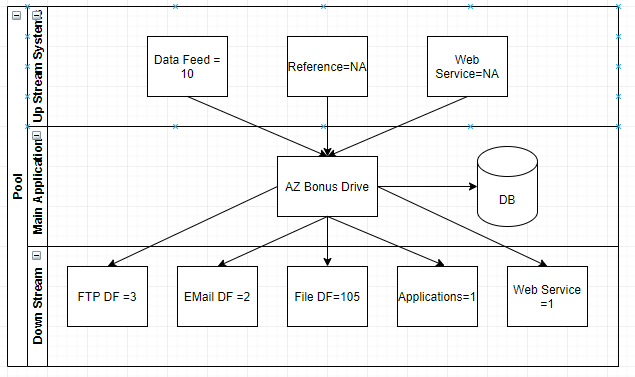 Pool
Up Stream Systems
Data Feed =
10
Reference=NA
Web
Service=NA
Main Application
AZ Bonus Drive
DB
Down Stream
FTP DF =3
EMail DF =2
File DF=105
Applications=1
Web Service
=1